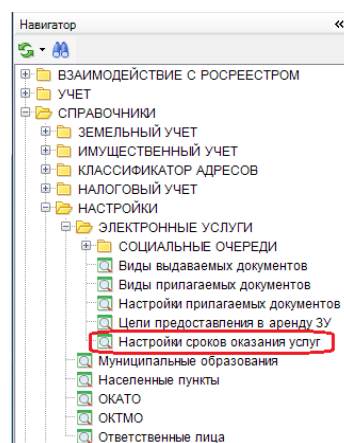 Навигатор
ВЗАИМОДЕЙСТВИЕ С РОСРЕЕСТРОМ
УЧЕТ
СПРАВОЧНИКИ
ЗЕМЕЛЬНЫЙ УЧЕТ
ИМУЩЕСТВЕННЫЙ УЧЕТ
КЛАССИФИКАТОР АДРЕСОВ
НАЛОГОВЫЙ УЧЕТ
НАСТРОЙКИ
ЭЛЕКТРОННЫЕ УСЛУГИ
СОЦИАЛЬНЫЕ ОЧЕРЕДИ
Виды выдаваемых документов
Виды прилагаемых документов
Настройки прилагаемых документов
Цели предоставления в аренду ЗУ
Настройки сроков оказания услуг
Муниципальные образования
Населенные пункты
ОКАТО
ОКТМО
Ответственные лица